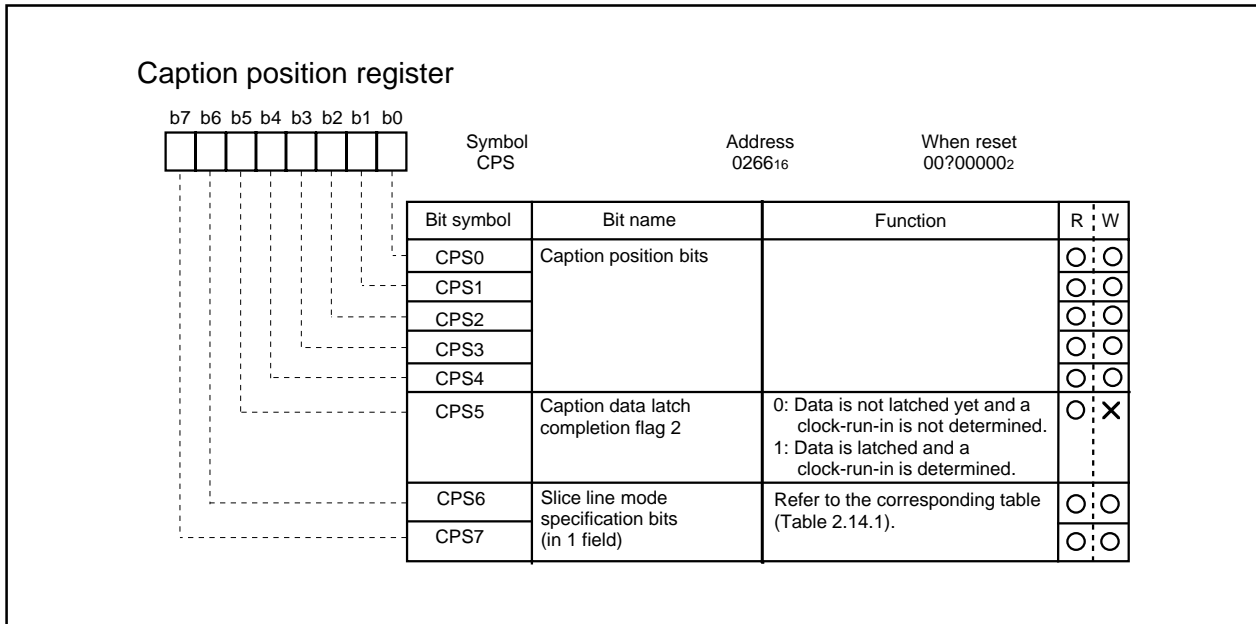 Caption position register
b7 b6 b5 b4 b3 b2 b1 b0
Symbol Address When reset
CPS 026616 00?000002
Bit symbol Bit name Function R W
CPS0 Caption position bits
CPS1
CPS2
CPS3
CPS4
CPS5 Caption data latch completion flag 2
0: Data is not latched yet and a
clock-run-in is not determined.
1: Data is latched and a
clock-run-in is determined.
CPS6 Slice line mode
specification bits
(in 1 field)
Refer to the corresponding table
(Table 2.14.1).
CPS7